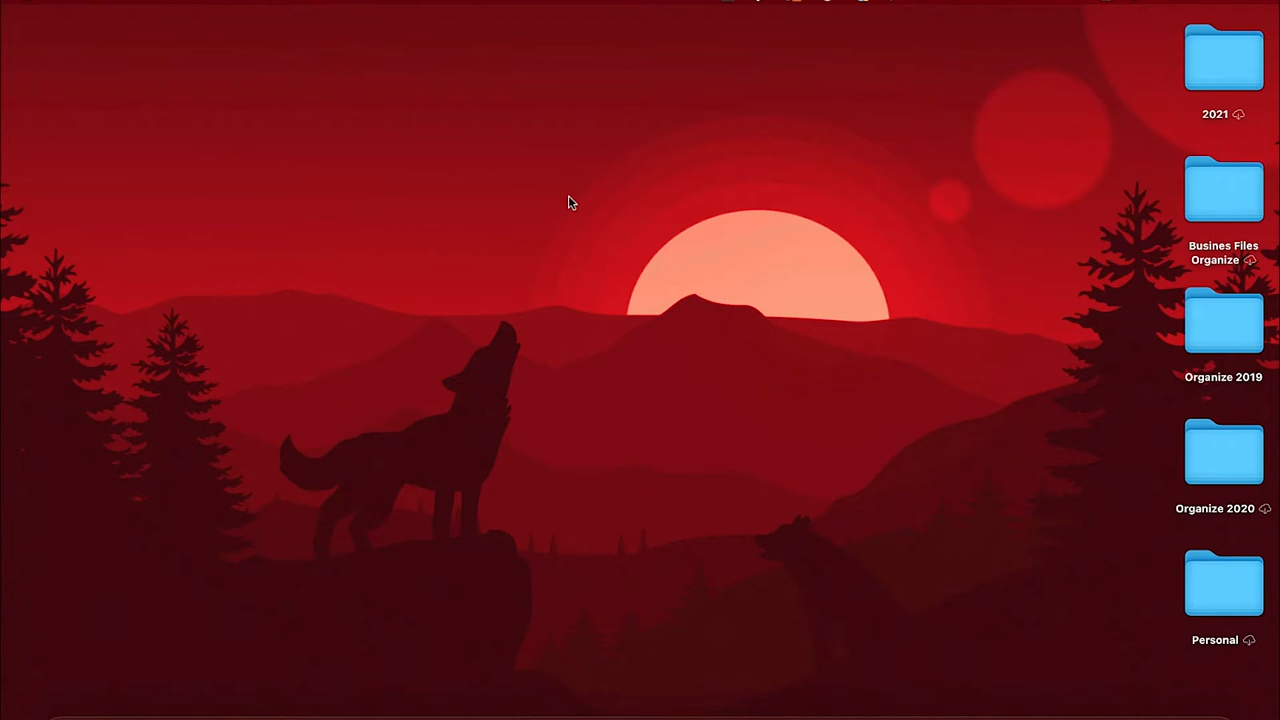 2021
Busines Files
Organize
Organize 2019
Organize 2020
Personal